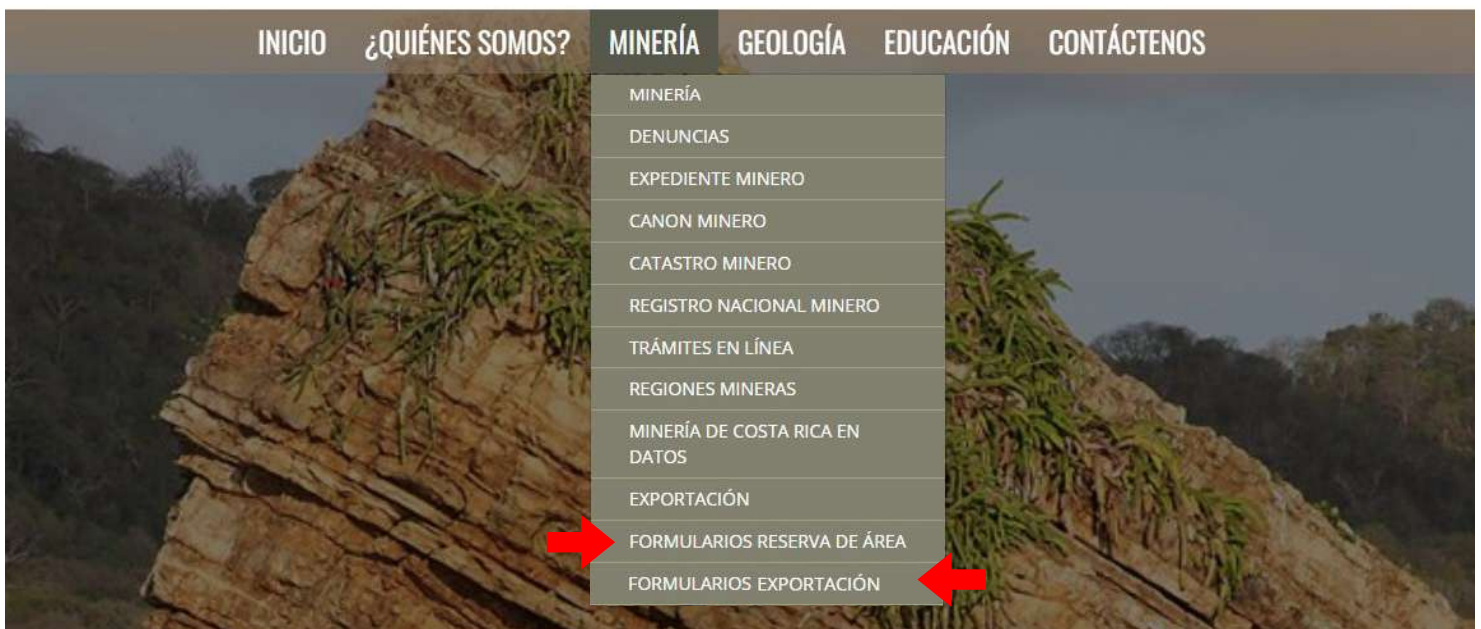 INICIO ¿QUIÉNES SOMOS? MINERÍA GEOLOGÍA EDUCACIÓN CONTÁCTENOS
MINERÍA
DENUNCIAS
EXPEDIENTE MINERO
CANON MINERO
CATASTRO MINERO
REGISTRO NACIONAL MINERO
TRÁMITES EN LÍNEA
REGIONES MINERAS
MINERÍA DE COSTA RICA EN
DATOS
EXPORTACIÓN
FORMULARIOS RESERVA DE ÁREA
FORMULARIOS EXPORTACIÓN